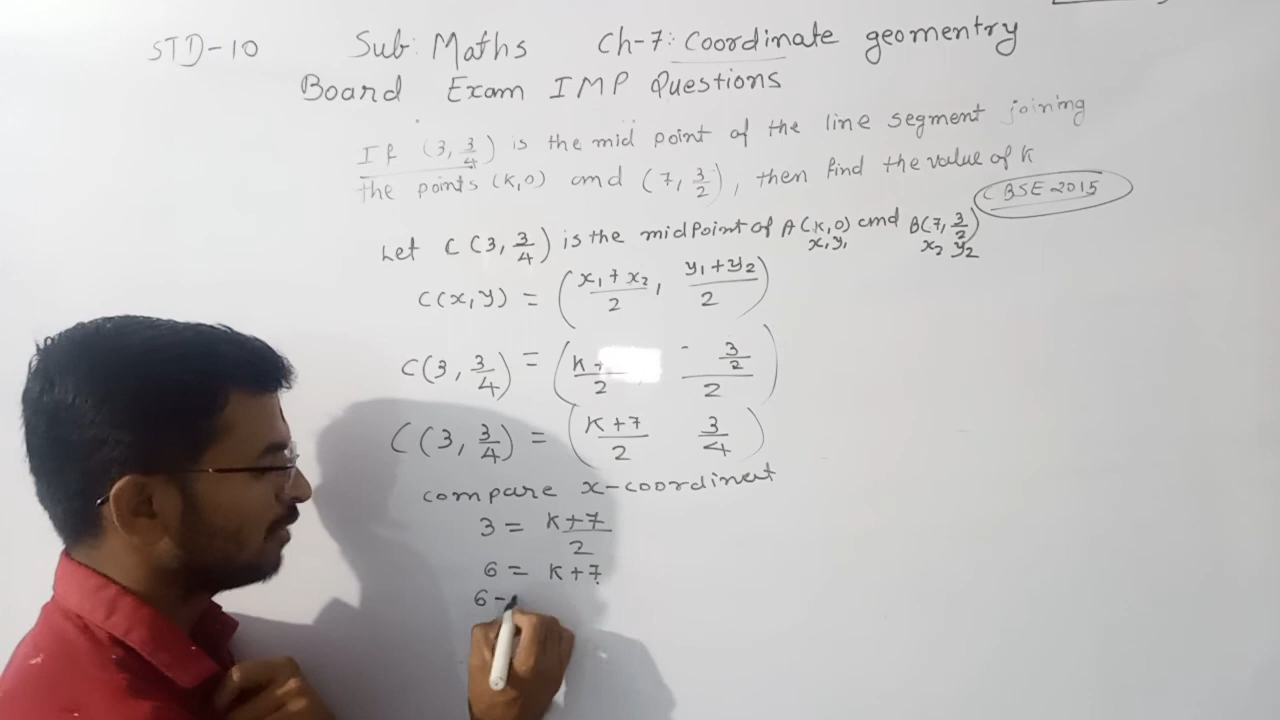 STD-10 Sub: Maths Ch-7: Coordinate geomentry
Board Exam IMP Questions
If (3, 3/4) is the mid point of the line segment joining
the points (K,0) and (7, 3/2), then find the value of K
CBSE 2015
Let C (3, 3/4) is the midpoint of A (K,0) and B(7, 3/2)
x, y, x₂ y₂
C(x,y) = (x₁+x₂/2, y₁+y₂/2)
C(3, 3/4) = (K+ /2, 3/2/2)
C(3, 3/4) = (K+7/2 3/4)
compare x-coordinat
3 = K+7/2
6 = K+7
6-